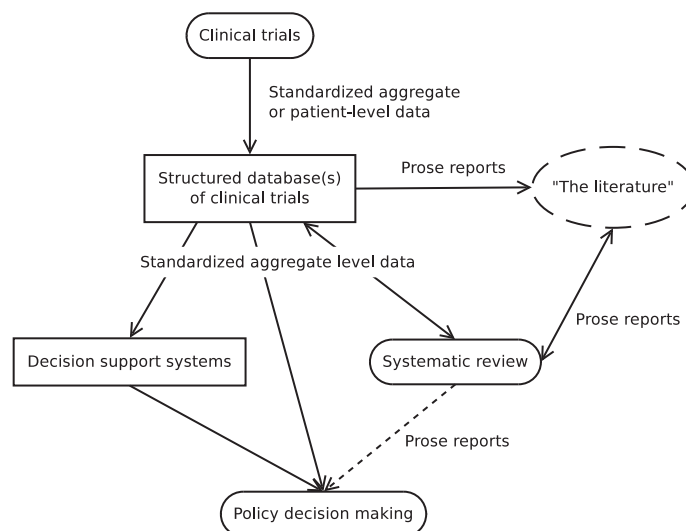 Clinical trials
Standardized aggregate
or patient-level data
Structured database(s)
of clinical trials
Prose reports
"The literature"
Standardized aggregate level data
Prose reports
Decision support systems
Systematic review
Prose reports
Policy decision making